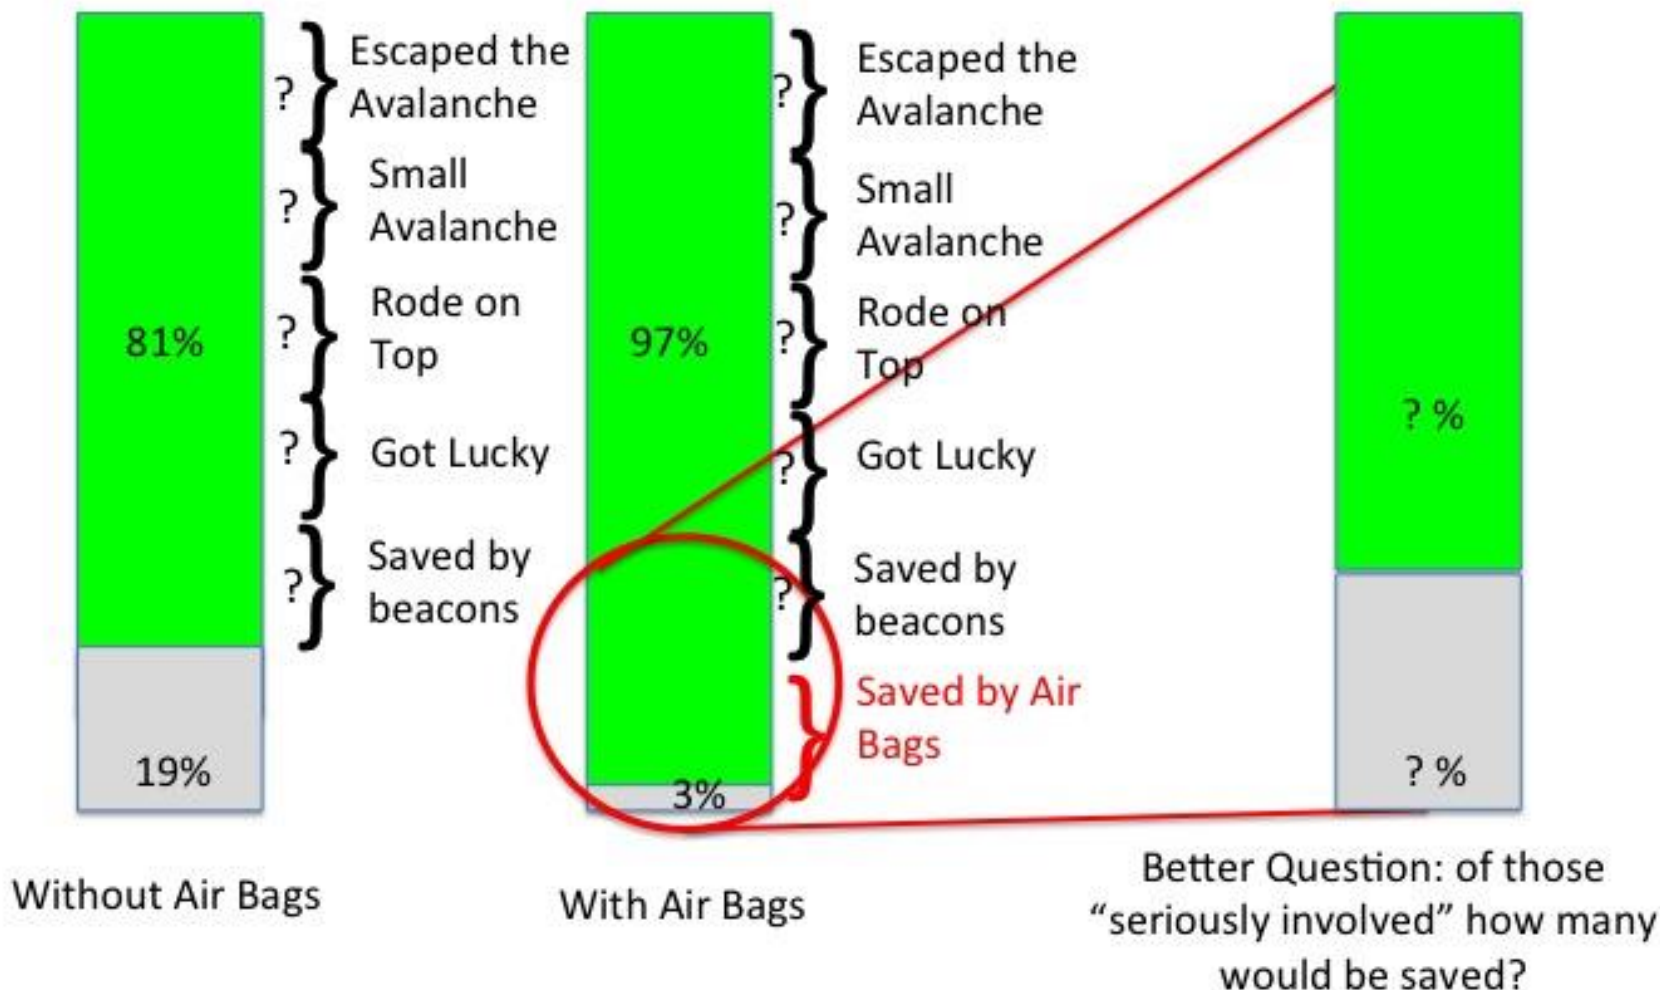 ?
Escaped the
Avalanche
?
Small
Avalanche
?
Rode on
Top
81%
?
Got Lucky
?
Saved by
beacons
19%
Without Air Bags
?
Escaped the
Avalanche
?
Small
Avalanche
?
Rode on
Top
97%
?
Got Lucky
?
Saved by
beacons
Saved by Air
Bags
3%
With Air Bags
? %
? %
Better Question: of those
“seriously involved” how many
would be saved?